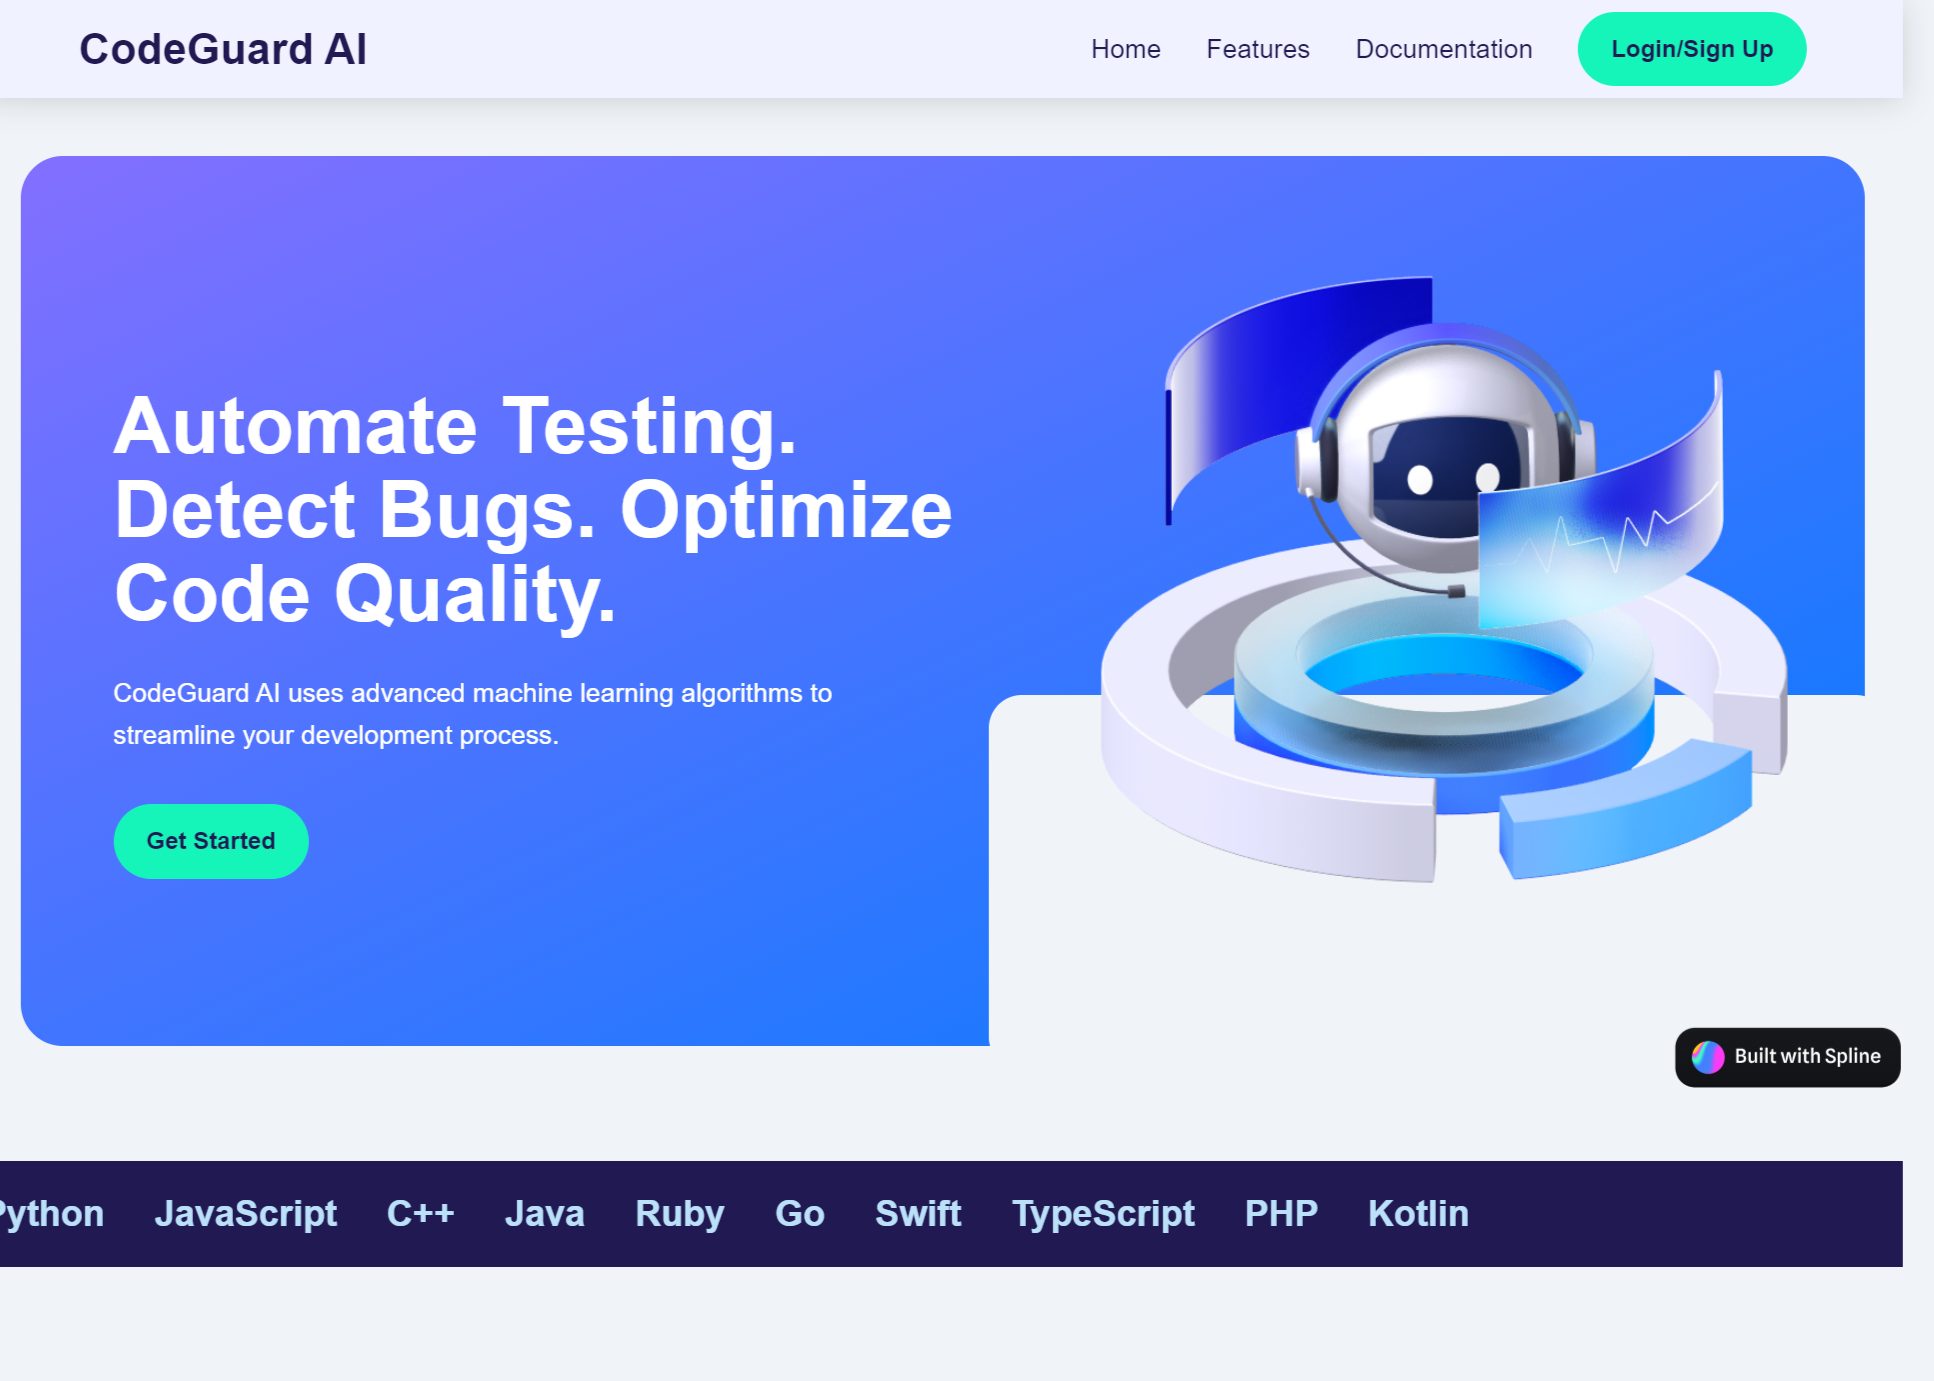 CodeGuard AI
Home Features Documentation Login/Sign Up
Automate Testing.
Detect Bugs. Optimize
Code Quality.
CodeGuard AI uses advanced machine learning algorithms to
streamline your development process.
Get Started
Built with Spline
Python JavaScript C++ Java Ruby Go Swift TypeScript PHP Kotlin